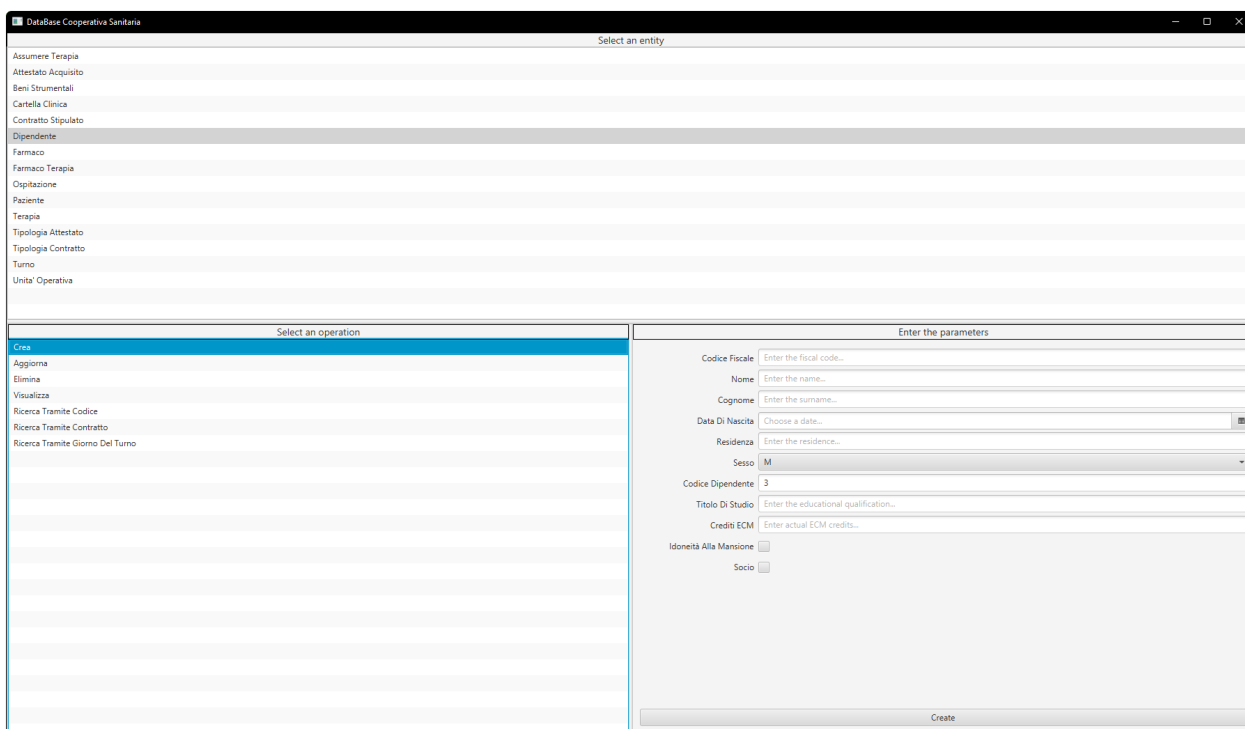 DataBase Cooperativa Sanitaria
Select an entity
Assumere Terapia
Attestato Acquisito
Beni Strumentali
Cartella Clinica
Contratto Stipulato
Dipendente
Farmaco
Farmaco Terapia
Ospitazione
Paziente
Terapia
Tipologia Attestato
Tipologia Contratto
Turno
Unita' Operativa
Select an operation
Crea
Aggiorna
Elimina
Visualizza
Ricerca Tramite Codice
Ricerca Tramite Contratto
Ricerca Tramite Giorno Del Turno
Enter the parameters
Codice Fiscale Enter the fiscal code...
Nome Enter the name...
Cognome Enter the surname...
Data Di Nascita Choose a date...
Residenza Enter the residence...
Sesso M
Codice Dipendente 3
Titolo Di Studio Enter the educational qualification...
Crediti ECM Enter actual ECM credits...
Idoneità Alla Mansione
Socio
Create